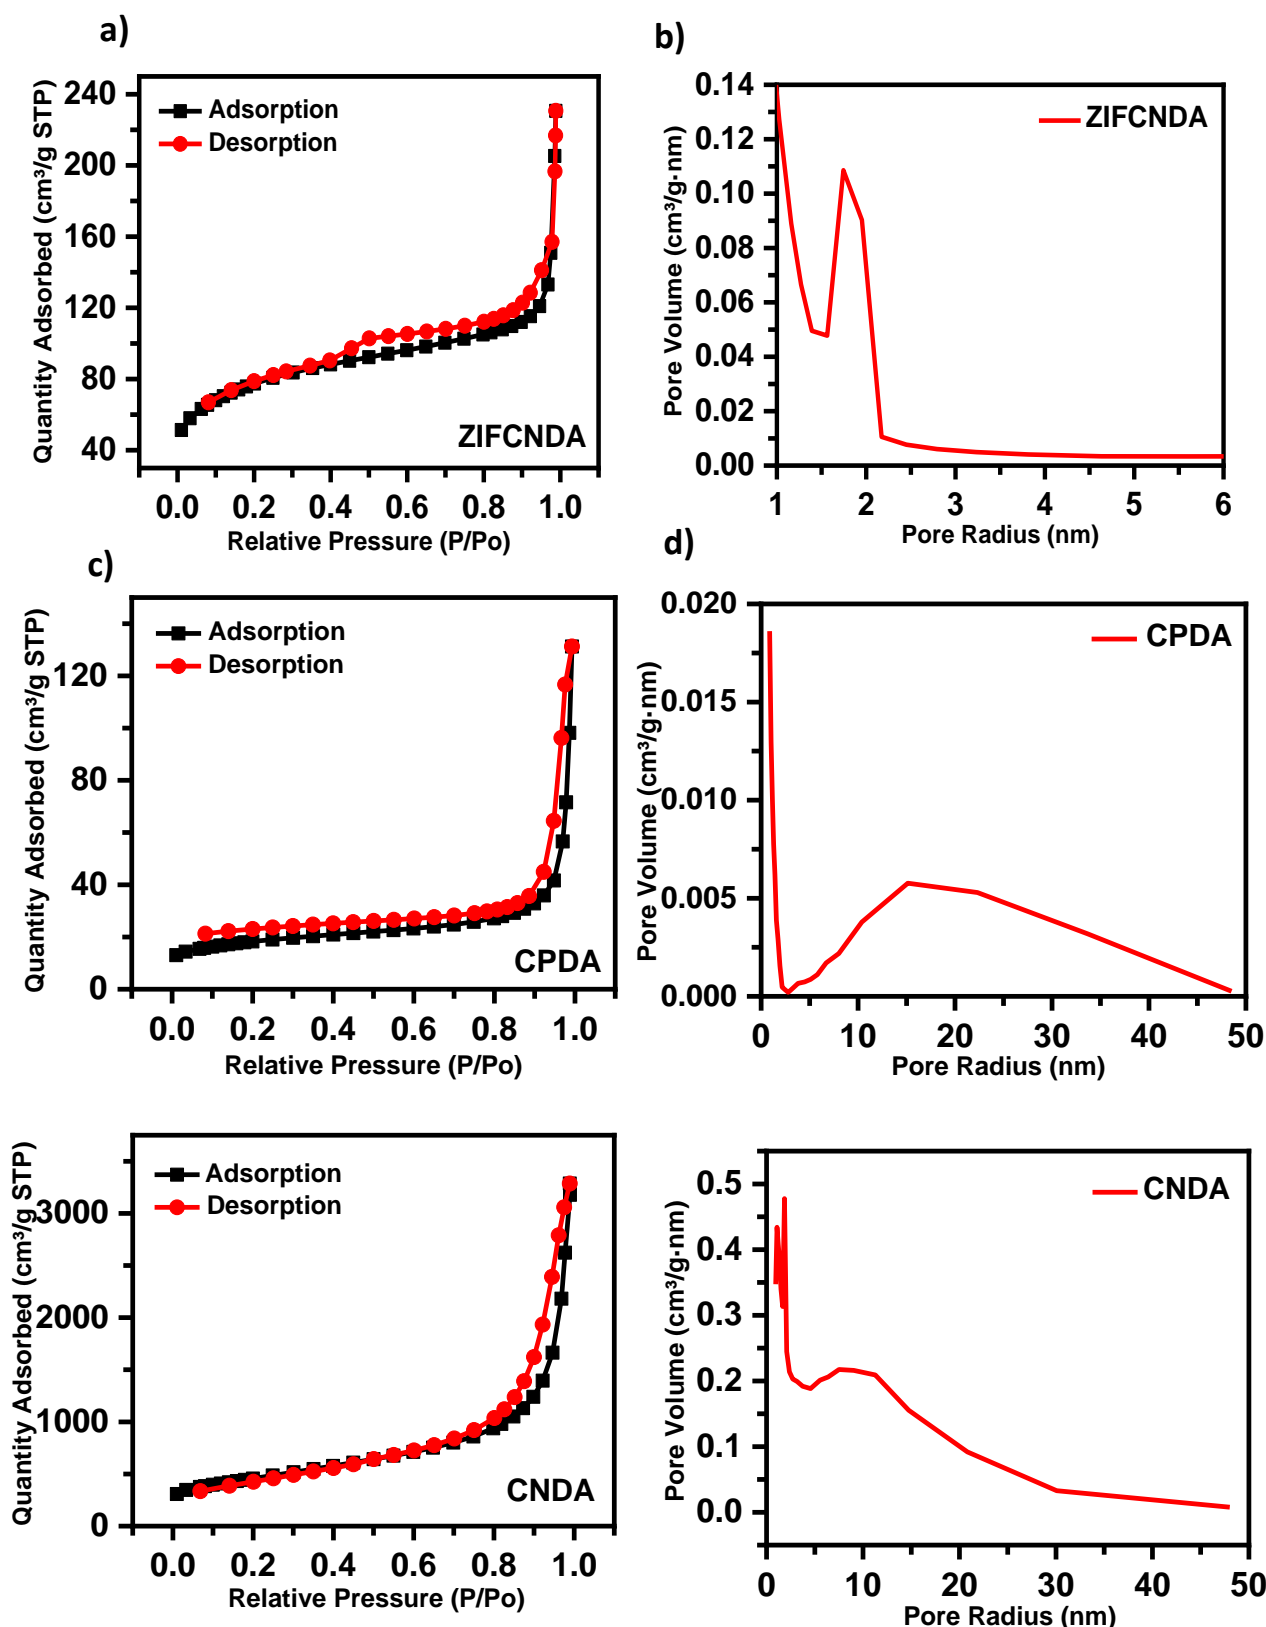 a)
Quantity Adsorbed (cm³/g STP)
240
200
160
120
80
40
Adsorption
Desorption
ZIFCNDA
0.0 0.2 0.4 0.6 0.8 1.0
Relative Pressure (P/Po)
b)
Pore Volume (cm³/g·nm)
0.14
0.12
0.10
0.08
0.06
0.04
0.02
0.00
ZIFCNDA
1 2 3 4 5 6
Pore Radius (nm)
c)
Quantity Adsorbed (cm³/g STP)
120
80
40
0
Adsorption
Desorption
CPDA
0.0 0.2 0.4 0.6 0.8 1.0
Relative Pressure (P/Po)
d)
Pore Volume (cm³/g·nm)
0.020
0.015
0.010
0.005
0.000
CPDA
0 10 20 30 40 50
Pore Radius (nm)
Quantity Adsorbed (cm³/g STP)
3000
2000
1000
0
Adsorption
Desorption
CNDA
0.0 0.2 0.4 0.6 0.8 1.0
Relative Pressure (P/Po)
Pore Volume (cm³/g·nm)
0.5
0.4
0.3
0.2
0.1
0.0
CNDA
0 10 20 30 40 50
Pore Radius (nm)